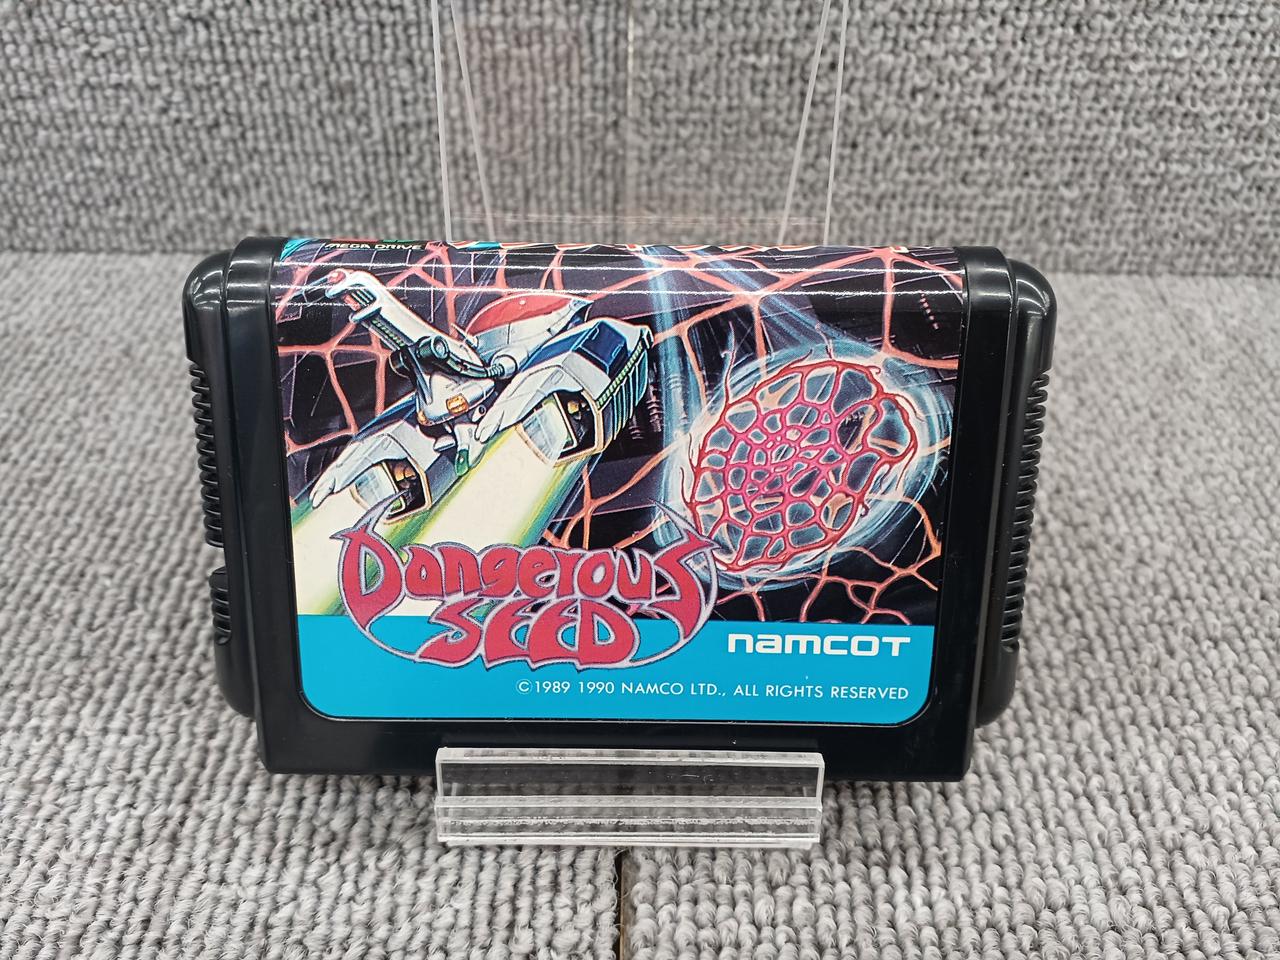 MEGA DRIVE
Dangerous
SEED
namcot
©1989 1990 NAMCO LTD., ALL RIGHTS RESERVED